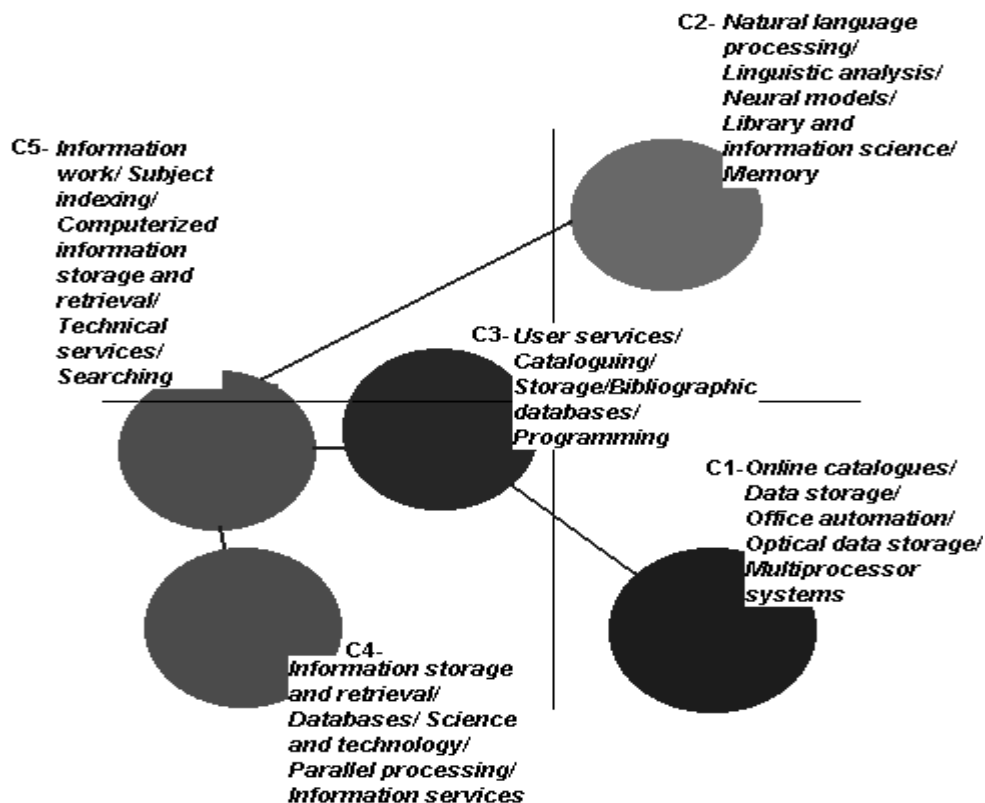 C2- Natural language
processing/
Linguistic analysis/
Neural models/
Library and
information science/
Memory
C5- Information
work/ Subject
indexing/
Computerized
information
storage and
retrieval/
Technical
services/
Searching
C3- User services/
Cataloguing/
Storage/Bibliographic
databases/
Programming
C1- Online catalogues/
Data storage/
Office automation/
Optical data storage/
Multiprocessor
systems
C4-
Information storage
and retrieval/
Databases/ Science
and technology/
Parallel processing/
Information services